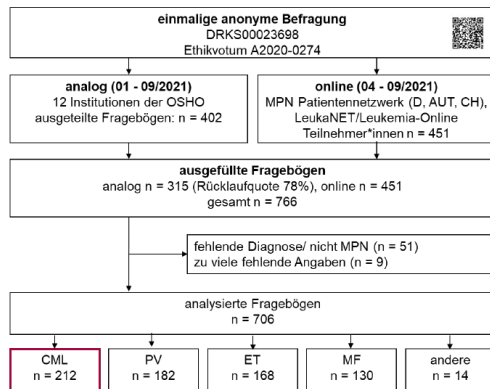 einmalige anonyme Befragung
DRKS00023698
Ethikvotum A2020-0274
analog (01 - 09/2021)
12 Institutionen der OSHO
ausgeteilte Fragebögen: n = 402
online (04 - 09/2021)
MPN Patientennetzwerk (D, AUT, CH),
LeukaNET/Leukemia-Online
Teilnehmer*innen n = 451
ausgefüllte Fragebögen
analog n = 315 (Rücklaufquote 78%), online n = 451
gesamt n = 766
fehlende Diagnose/ nicht MPN (n = 51)
zu viele fehlende Angaben (n = 9)
analysierte Fragebögen
n = 706
CML
n = 212
PV
n = 182
ET
n = 168
MF
n = 130
andere
n = 14